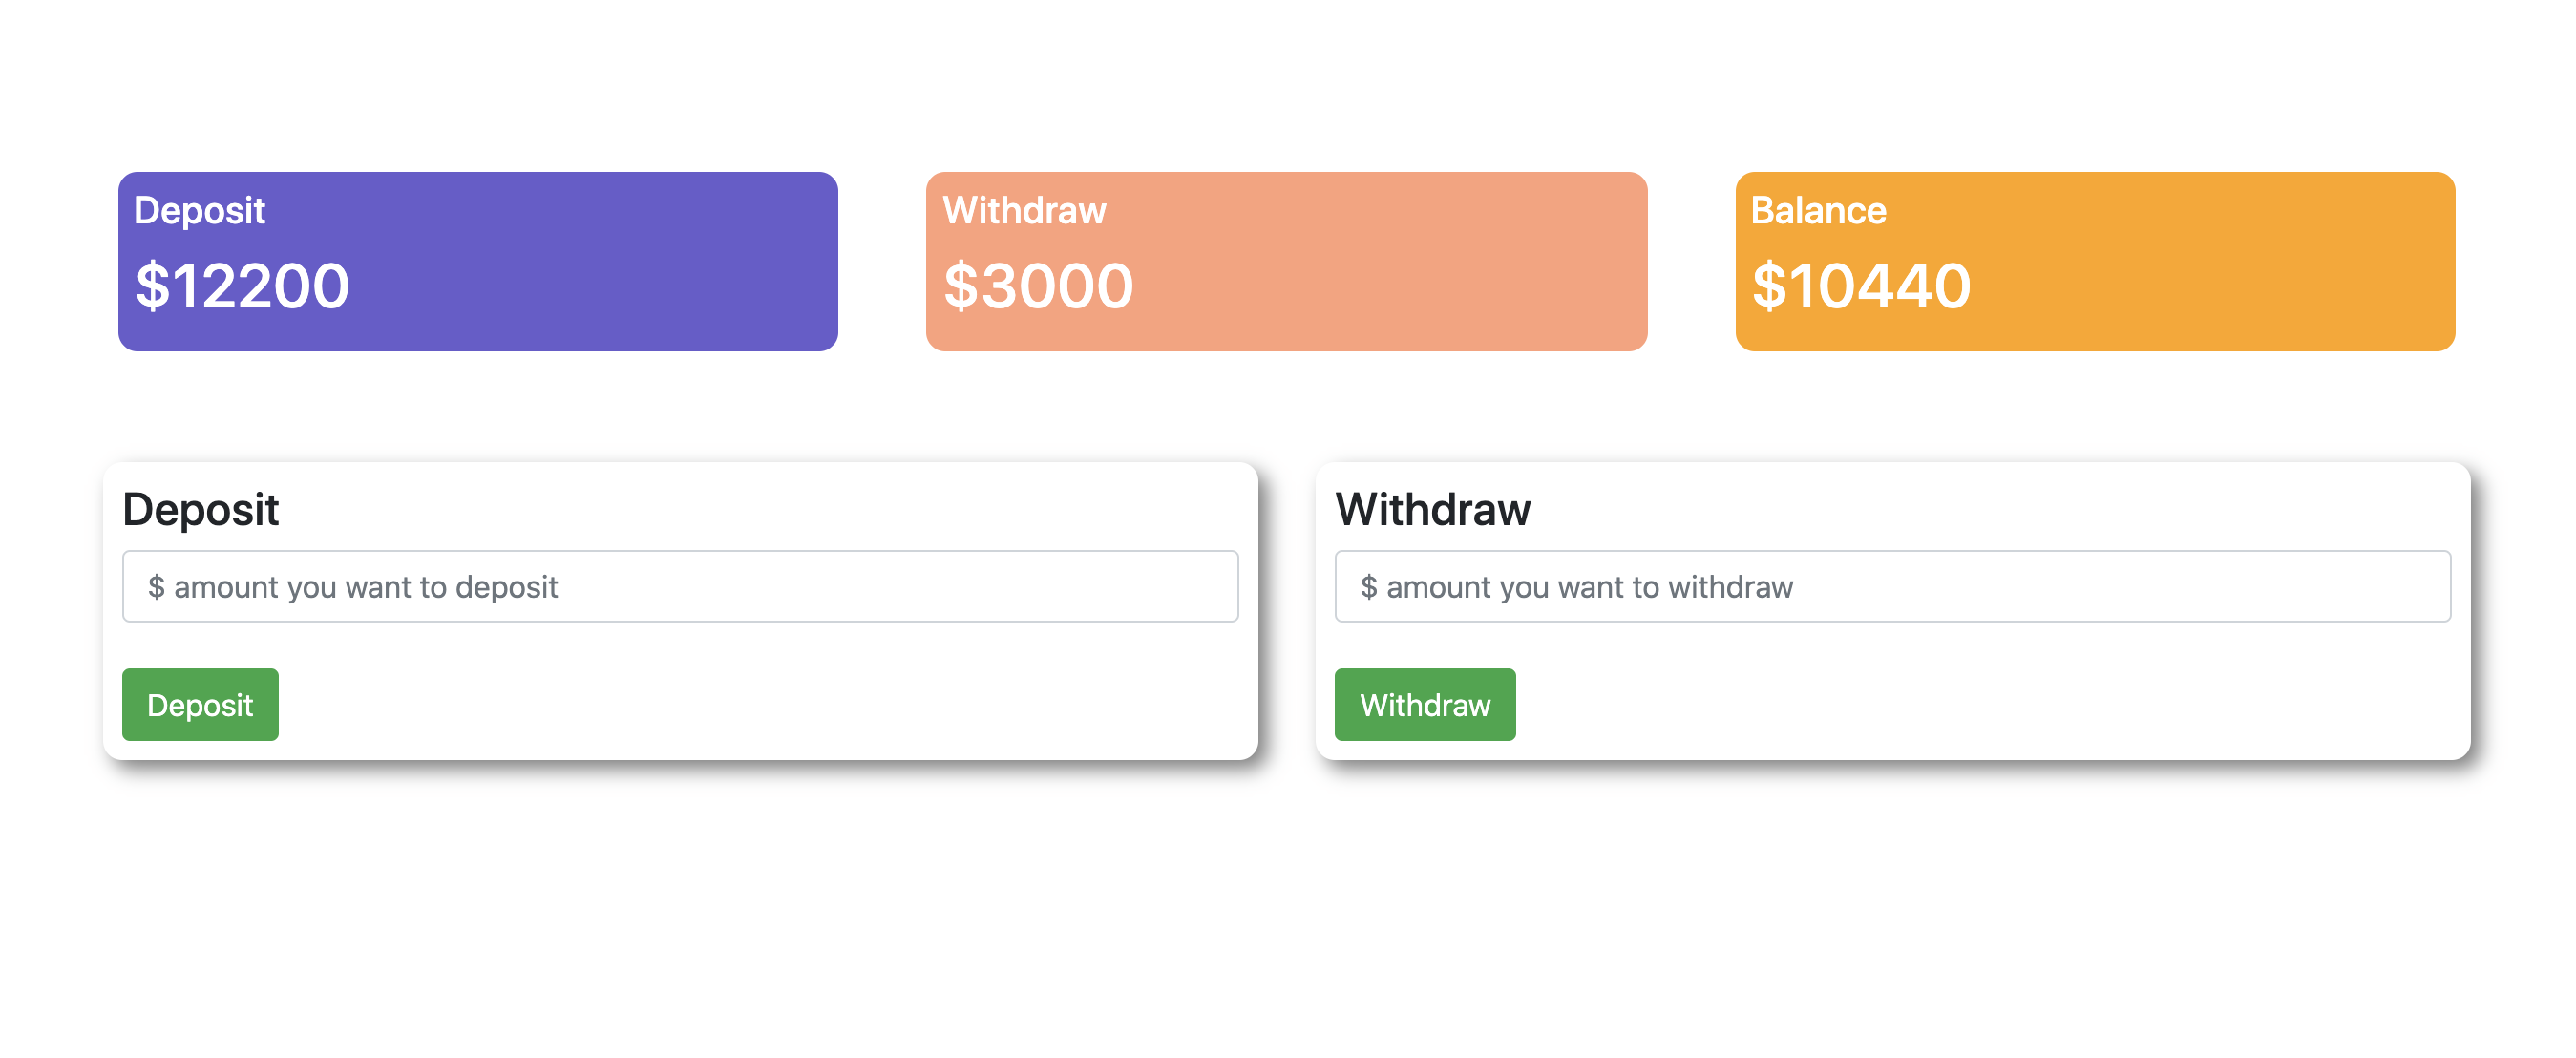 Deposit
$12200
Withdraw
$3000
Balance
$10440
Deposit
$ amount you want to deposit
Deposit
Withdraw
$ amount you want to withdraw
Withdraw